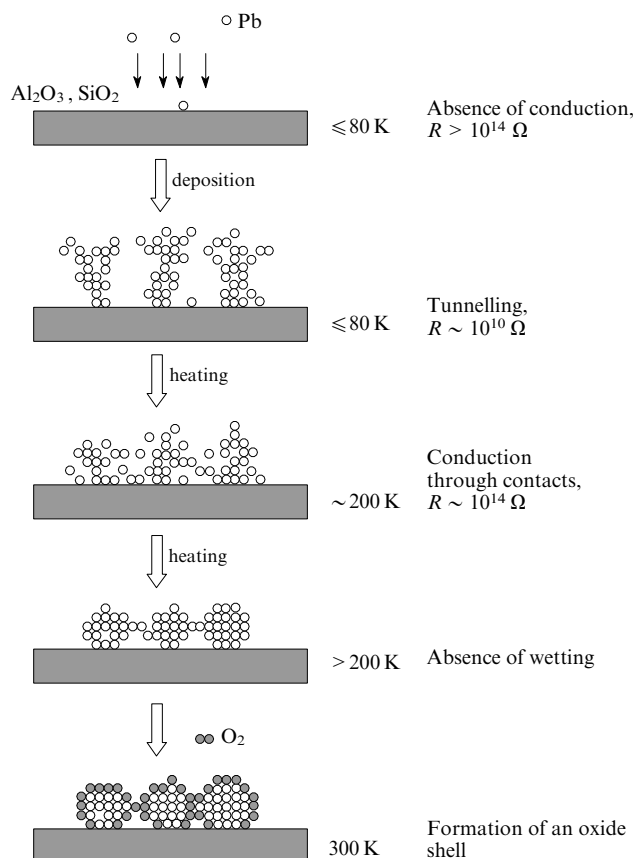 Pb
Al₂O₃ , SiO₂
⩽80 K
Absence of conduction,
R > 10¹⁴ Ω
deposition
⩽80 K
Tunnelling,
R ∼ 10¹⁰ Ω
heating
∼200 K
Conduction
through contacts,
R ∼ 10¹⁴ Ω
heating
> 200 K
Absence of wetting
O₂
300 K
Formation of an oxide
shell